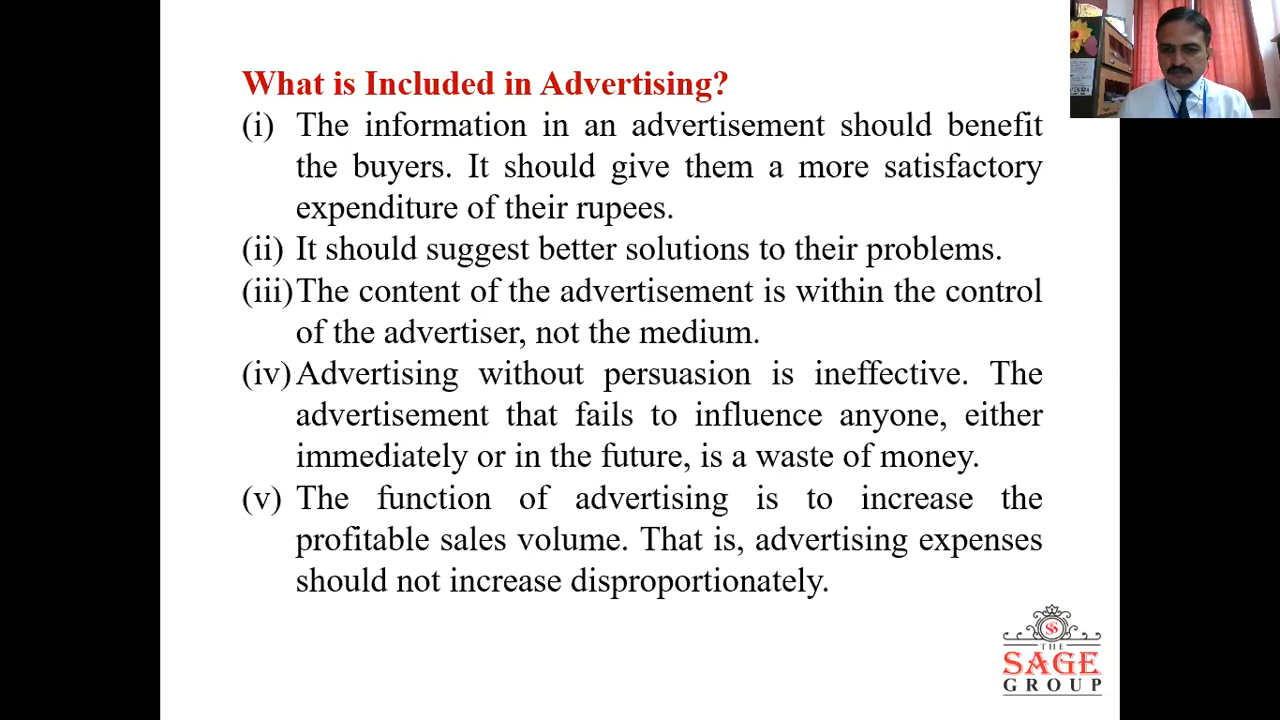 What is Included in Advertising?
(i) The information in an advertisement should benefit
the buyers. It should give them a more satisfactory
expenditure of their rupees.
(ii) It should suggest better solutions to their problems.
(iii) The content of the advertisement is within the control
of the advertiser, not the medium.
(iv) Advertising without persuasion is ineffective. The
advertisement that fails to influence anyone, either
immediately or in the future, is a waste of money.
(v) The function of advertising is to increase the
profitable sales volume. That is, advertising expenses
should not increase disproportionately.
THE
SAGE
GROUP